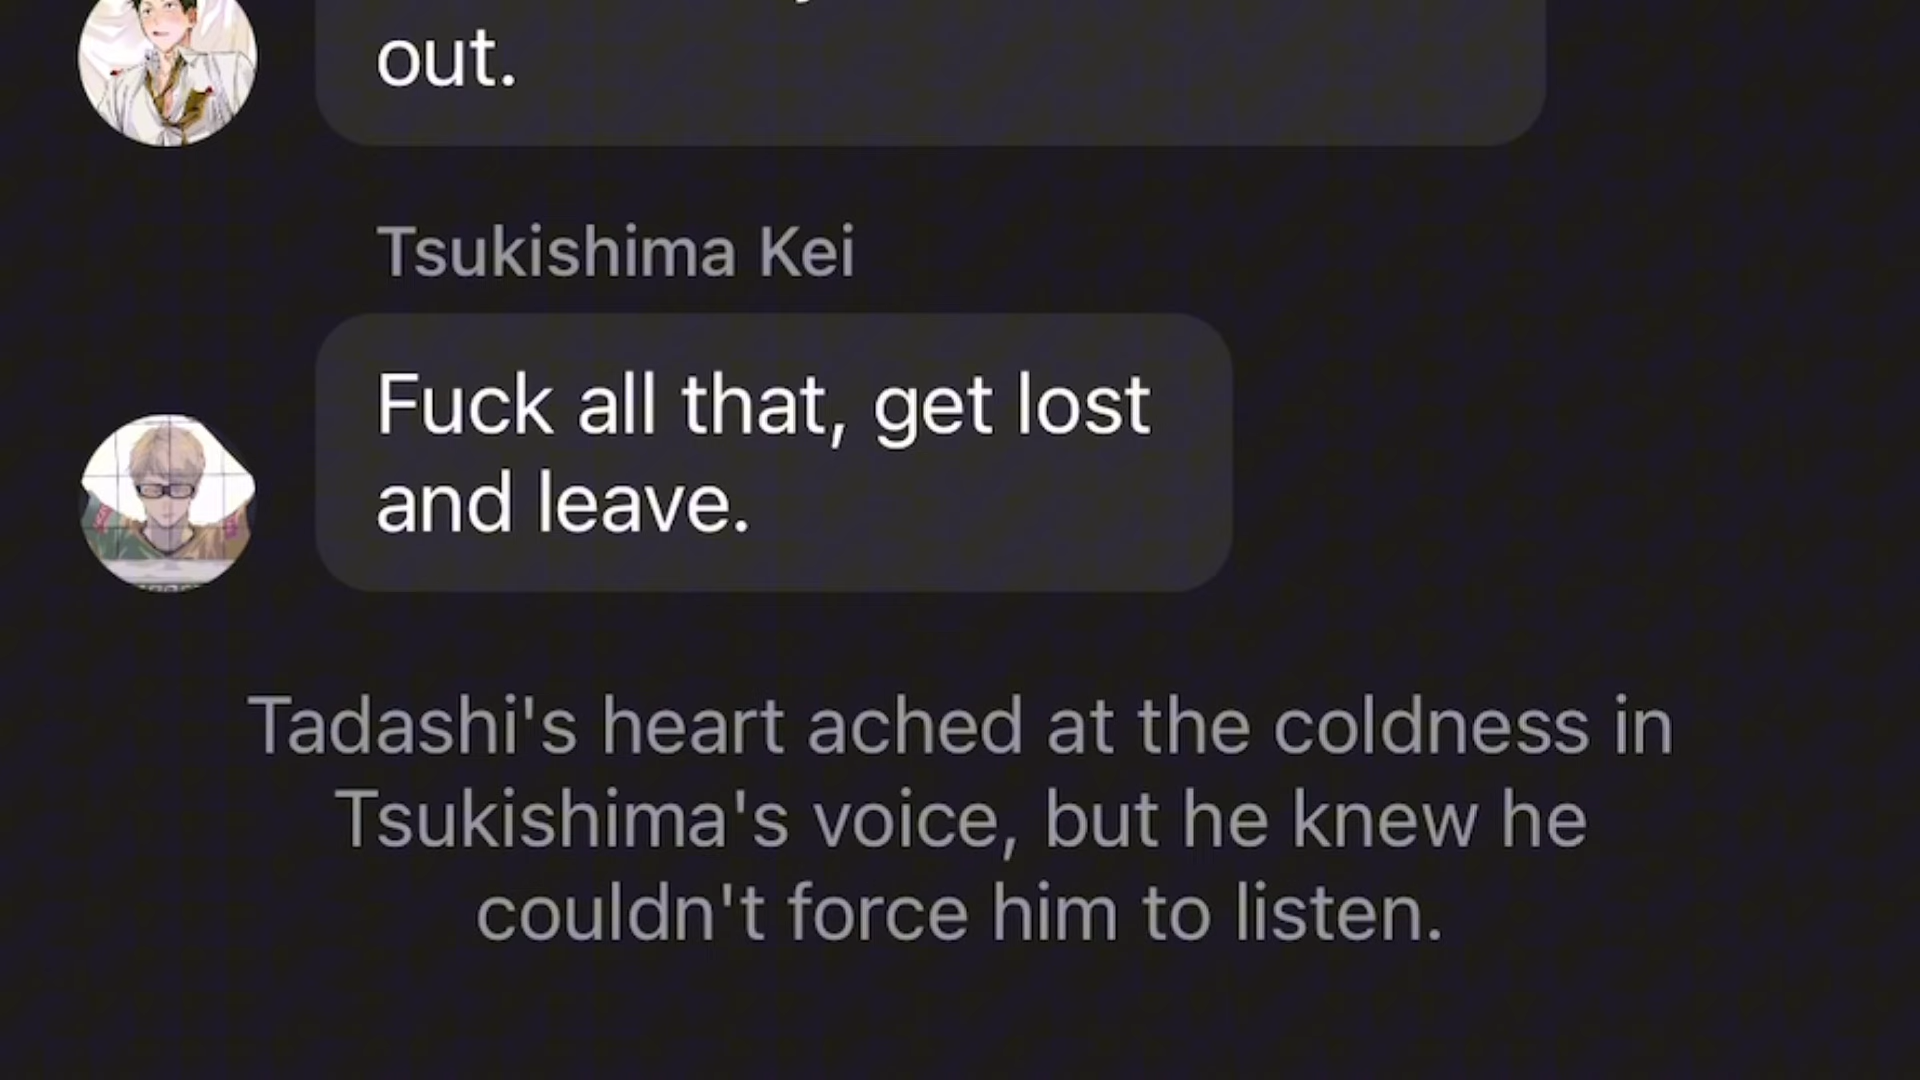 out.
Tsukishima Kei
Fuck all that, get lost
and leave.
Tadashi's heart ached at the coldness in
Tsukishima's voice, but he knew he
couldn't force him to listen.